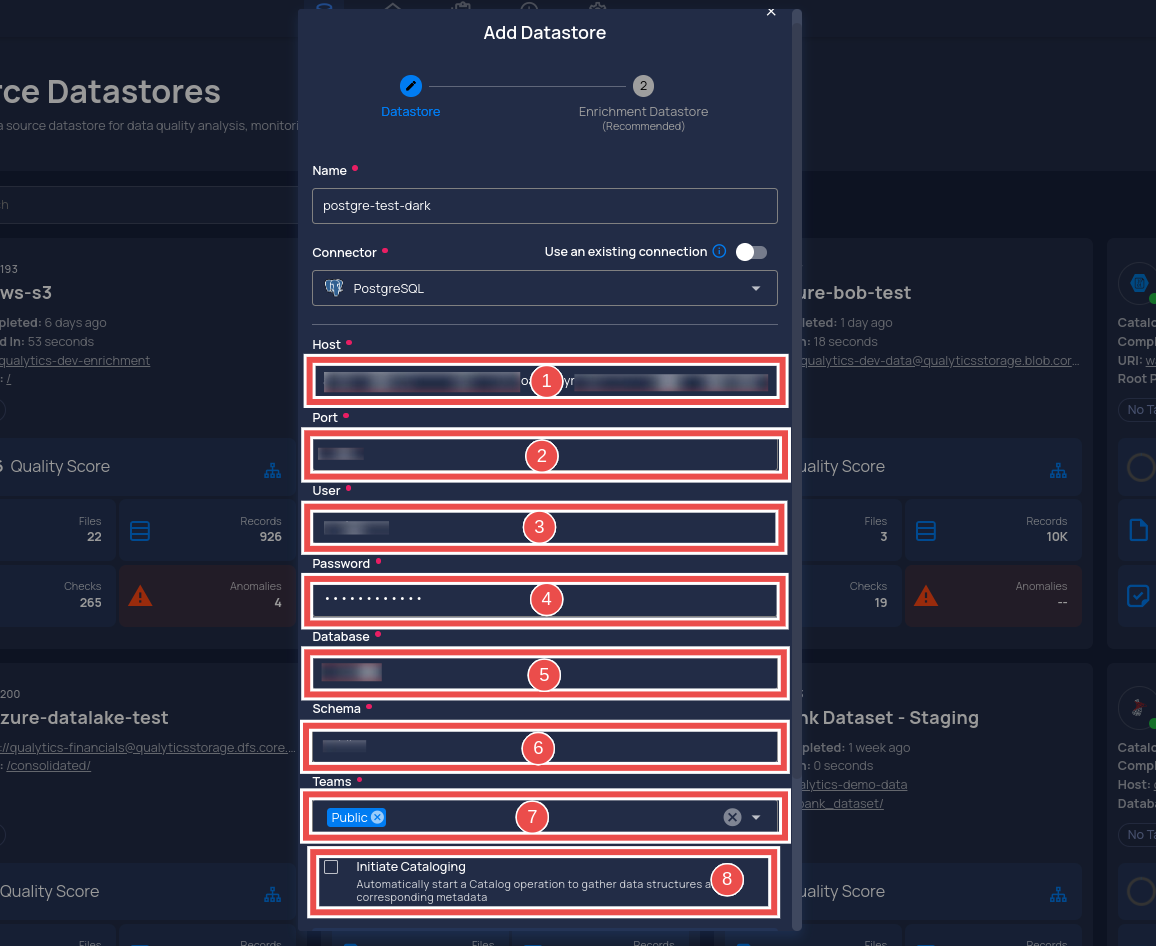 ×
Add Datastore
2
Datastore
Enrichment Datastore
(Recommended)
rce Datastores
a source datastore for data quality analysis, monitori
Name
postgre-test-dark
Connector
Use an existing connection
PostgreSQL
Host
1
Port
2
User
3
Password
4
Database
5
Schema
6
Teams
Public
7
Initiate Cataloging
Automatically start a Catalog operation to gather data structures a
corresponding metadata
8
h
193
ws-s3
pleted: 6 days ago
d In: 53 seconds
qualytics-dev-enrichment
: /
Quality Score
Files
22
Records
926
Checks
265
Anomalies
4
200
zure-datalake-test
://qualytics-financials@qualyticsstorage.dfs.core....
: /consolidated/
Quality Score
Files
Records
Files
Records
ure-bob-test
leted: 1 day ago
In: 18 seconds
qualytics-dev-data@qualyticsstorage.blob.cor...
uality Score
Files
3
Records
10K
Checks
19
Anomalies
--
nk Dataset - Staging
pleted: 1 week ago
In: 0 seconds
alytics-demo-data
bank_dataset/
uality Score
Files
Records
Catalo
Compl
URI: w
Root P
No Ta
Catalo
Compl
Host: g
Databa
No Ta